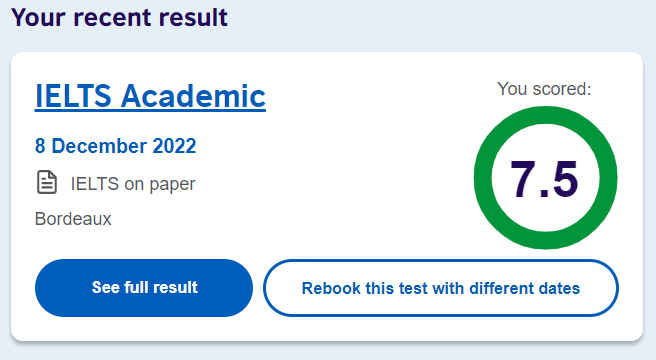 Your recent result
IELTS Academic
You scored:
8 December 2022
7.5
IELTS on paper
Bordeaux
See full result
Rebook this test with different dates